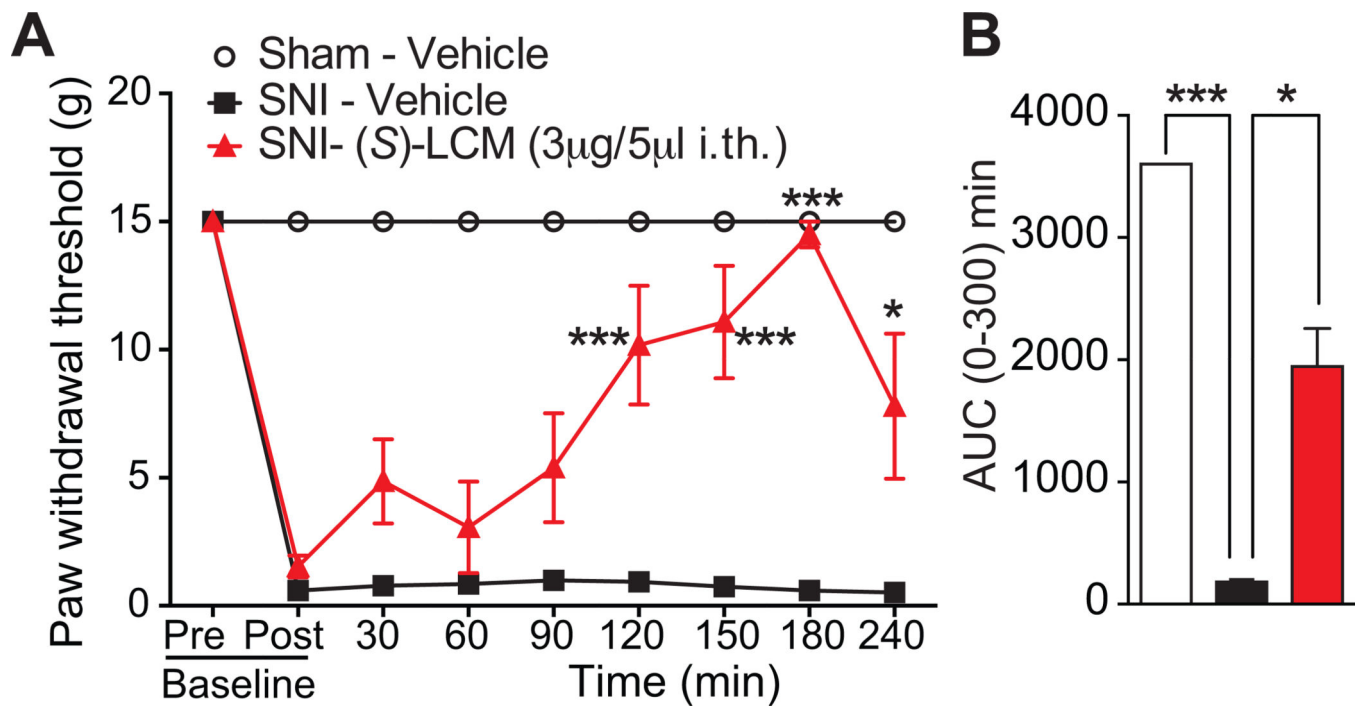 A
Sham - Vehicle
SNI - Vehicle
SNI- (S)-LCM (3μg/5μl i.th.)
Paw withdrawal threshold (g)
20
15
10
5
0
***
***
***
*
Pre Post 30 60 90 120 150 180 240
Baseline
Time (min)
B
*** *
AUC (0-300) min
4000
3000
2000
1000
0